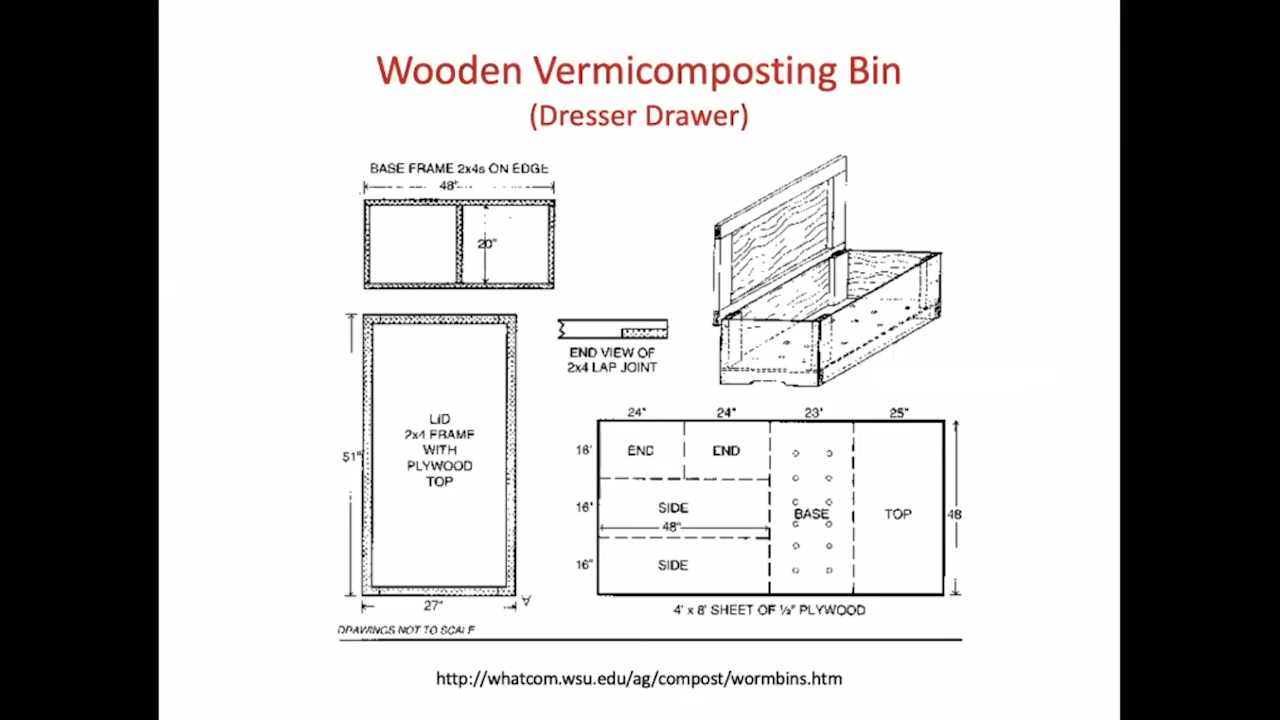 Wooden Vermicomposting Bin
(Dresser Drawer)
BASE FRAME 2x4s ON EDGE
48"
20"
END VIEW OF
2x4 LAP JOINT
LiD
2x4 FRAME
WITH
PLYWOOD
TOP
51"
27"
DRAWINGS NOT TO SCALE
24" 24" 23' 25"
16' END END
16' SIDE
48"
BASE TOP 48
16" SIDE
4' x 8' SHEET OF ½" PLYWOOD
http://whatcom.wsu.edu/ag/compost/wormbins.htm